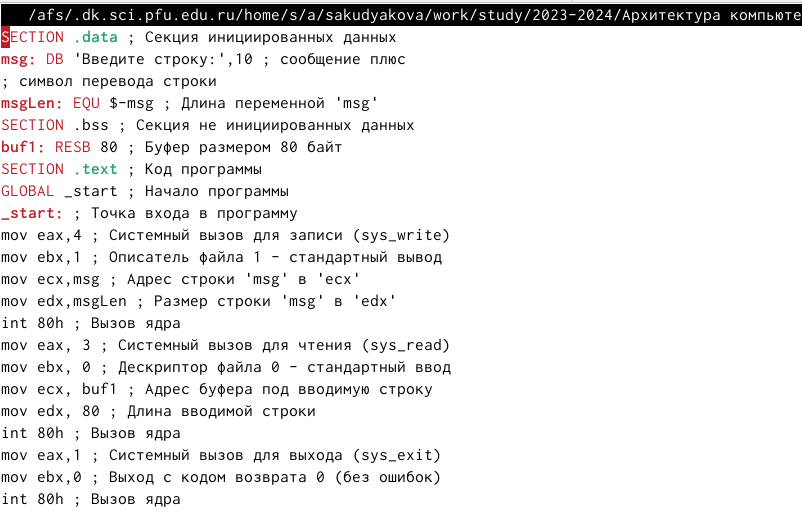 /afs/.dk.sci.pfu.edu.ru/home/s/a/sakudyakova/work/study/2023-2024/Архитектура компьюте
SECTION .data ; Секция инициированных данных
msg: DB 'Введите строку:',10 ; сообщение плюс
; символ перевода строки
msgLen: EQU $-msg ; Длина переменной 'msg'
SECTION .bss ; Секция не инициированных данных
buf1: RESB 80 ; Буфер размером 80 байт
SECTION .text ; Код программы
GLOBAL _start ; Начало программы
_start: ; Точка входа в программу
mov eax,4 ; Системный вызов для записи (sys_write)
mov ebx,1 ; Описатель файла 1 - стандартный вывод
mov ecx,msg ; Адрес строки 'msg' в 'ecx'
mov edx,msgLen ; Размер строки 'msg' в 'edx'
int 80h ; Вызов ядра
mov eax, 3 ; Системный вызов для чтения (sys_read)
mov ebx, 0 ; Дескриптор файла 0 - стандартный ввод
mov ecx, buf1 ; Адрес буфера под вводимую строку
mov edx, 80 ; Длина вводимой строки
int 80h ; Вызов ядра
mov eax,1 ; Системный вызов для выхода (sys_exit)
mov ebx,0 ; Выход с кодом возврата 0 (без ошибок)
int 80h ; Вызов ядра